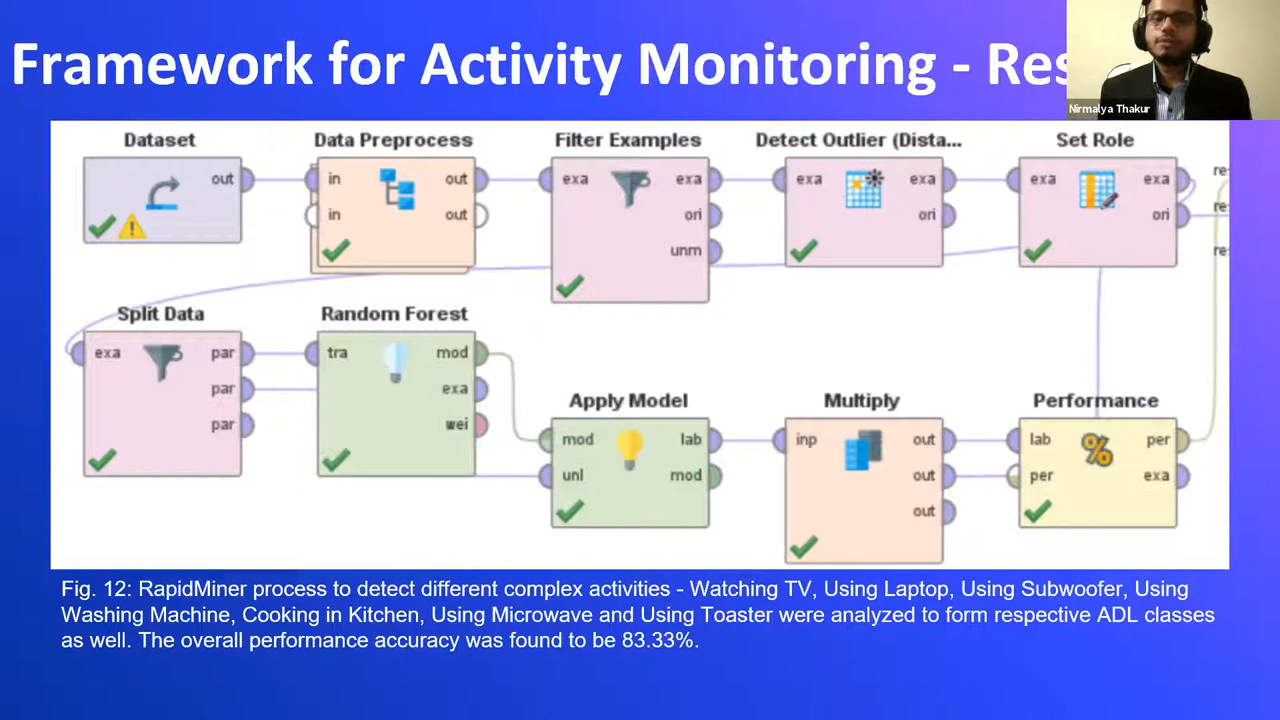 Framework for Activity Monitoring - Res
Nirmalya Thakur
Dataset
Data Preprocess
Filter Examples
Detect Outlier (Dista...
Set Role
out
in
out
exa
exa
exa
exa
exa
exa
res
in
out
ori
ori
ori
res
unm
res
Split Data
Random Forest
exa
par
tra
mod
par
exa
par
wei
Apply Model
Multiply
Performance
mod
lab
inp
out
lab
per
unl
mod
out
per
exa
out
Fig. 12: RapidMiner process to detect different complex activities - Watching TV, Using Laptop, Using Subwoofer, Using
Washing Machine, Cooking in Kitchen, Using Microwave and Using Toaster were analyzed to form respective ADL classes
as well. The overall performance accuracy was found to be 83.33%.